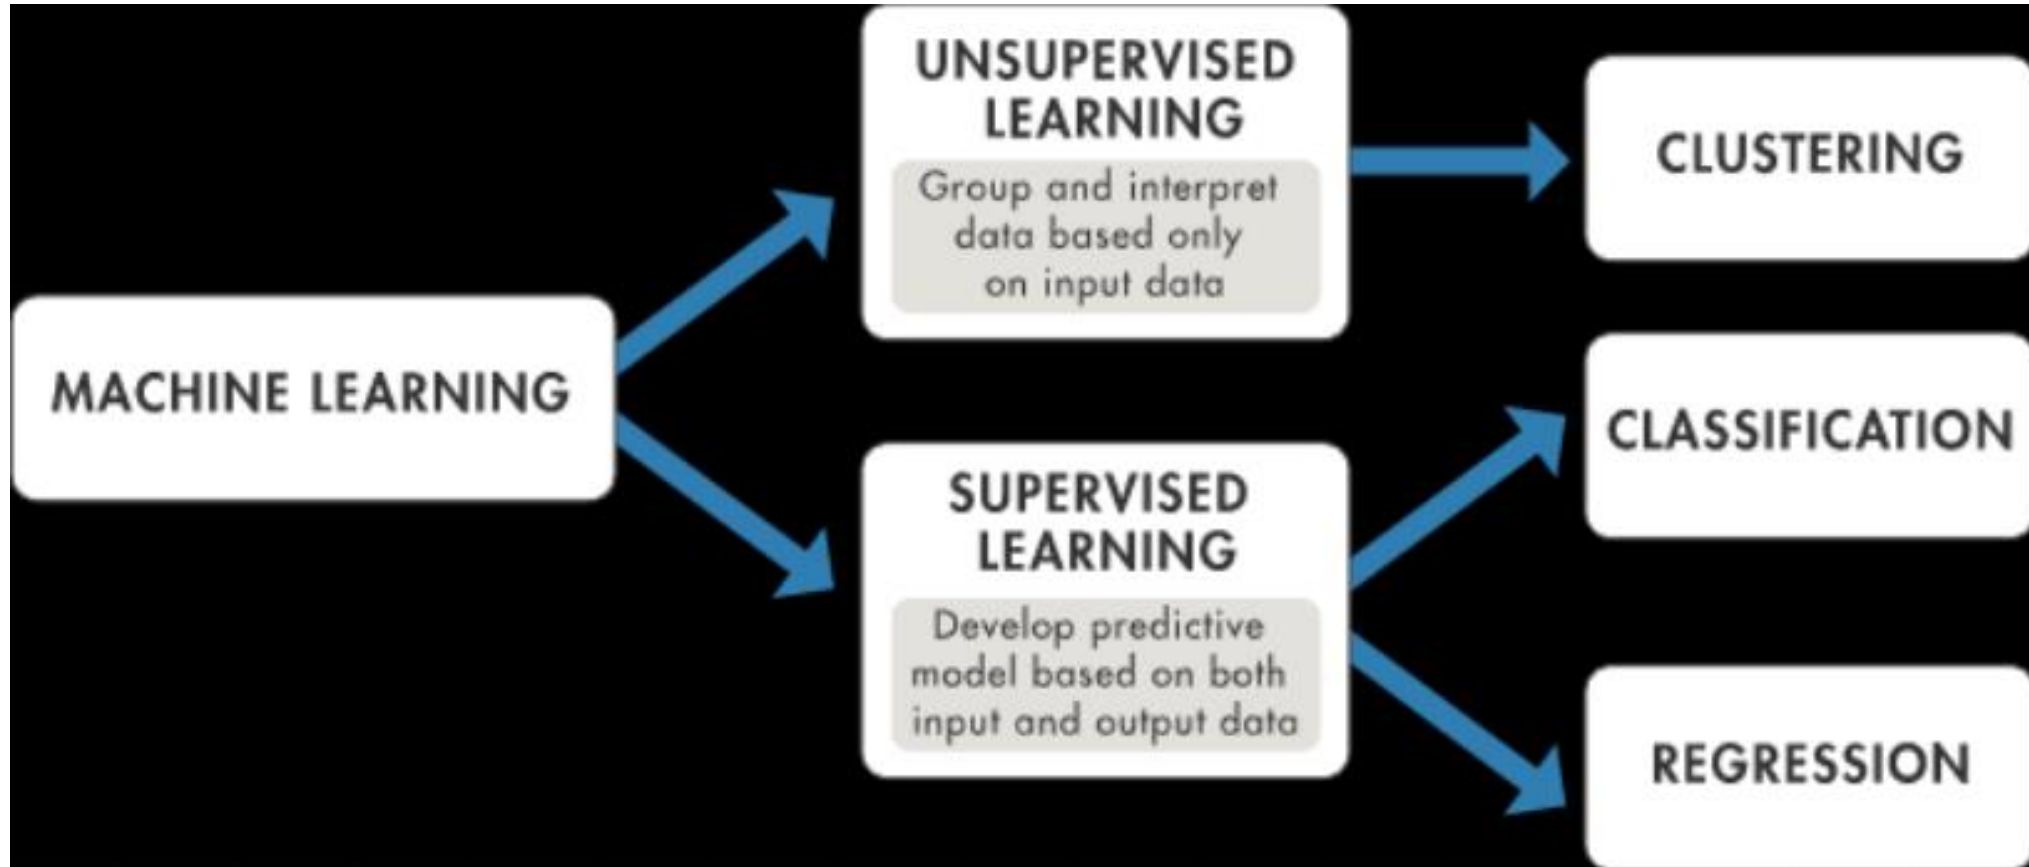 MACHINE LEARNING
UNSUPERVISED
LEARNING
Group and interpret
data based only
on input data
SUPERVISED
LEARNING
Develop predictive
model based on both
input and output data
CLUSTERING
CLASSIFICATION
REGRESSION